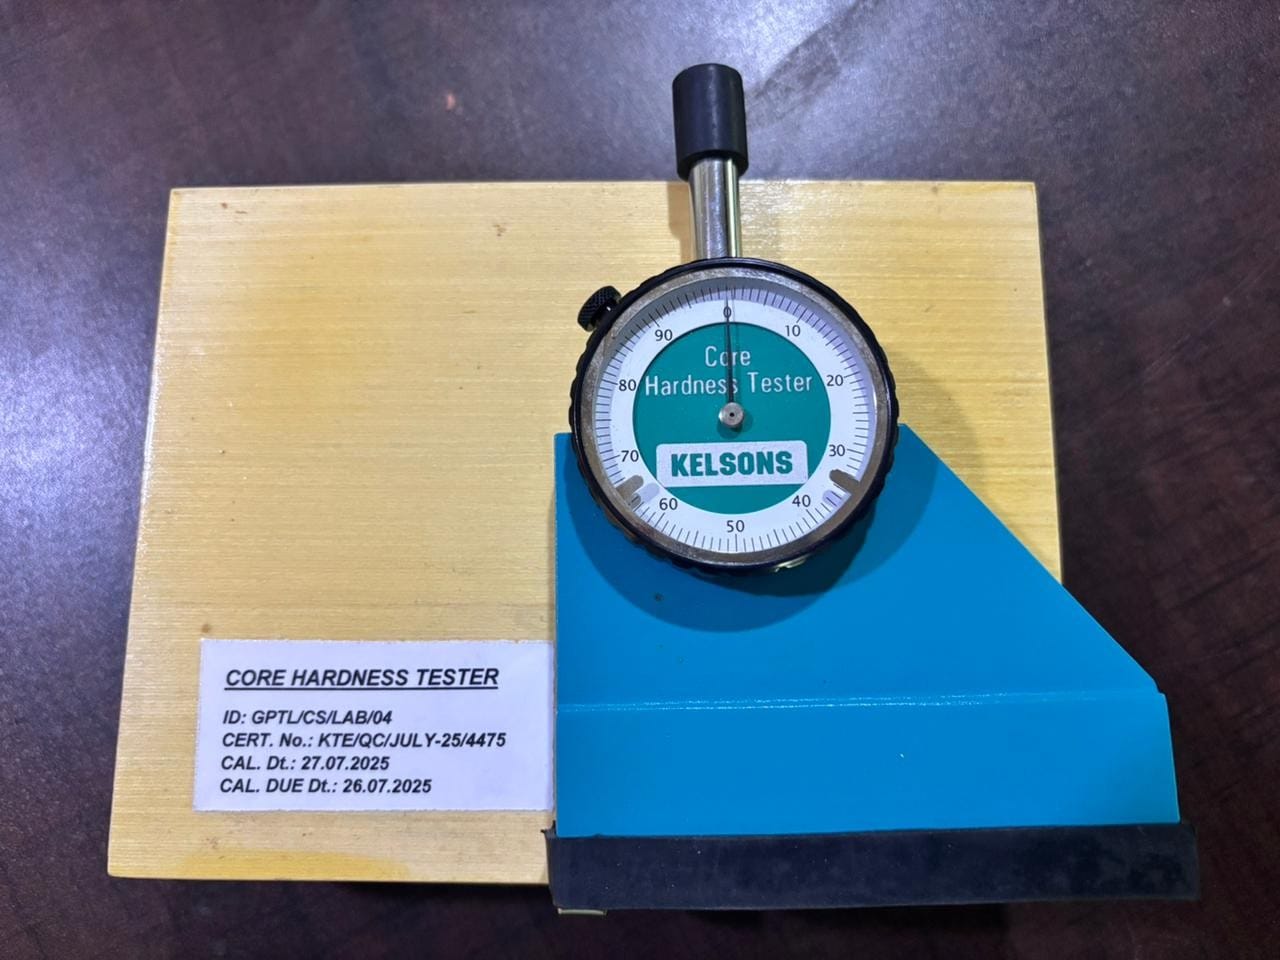 0
10
20
30
40
50
60
70
80
90
Core
Hardness Tester
KELSONS
CORE HARDNESS TESTER
ID: GPTL/CS/LAB/04
CERT. No.: KTE/QC/JULY-25/4475
CAL. Dt.: 27.07.2025
CAL. DUE Dt.: 26.07.2025